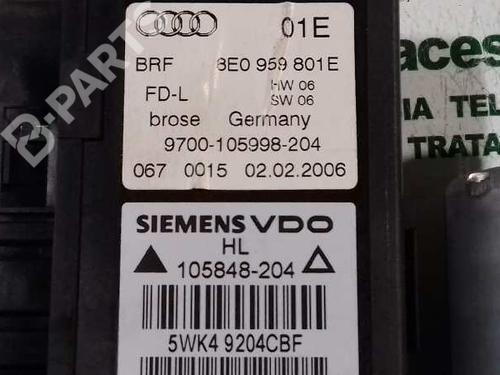 01E
BRF 8E0 959 801E
FD-L HW 06
SW 06
brose Germany
9700-105998-204
067 0015 02.02.2006
SIEMENS VDO
HL
105848-204
5WK4 9204CBF
aces
IA TEL
TRATA
B PARTS